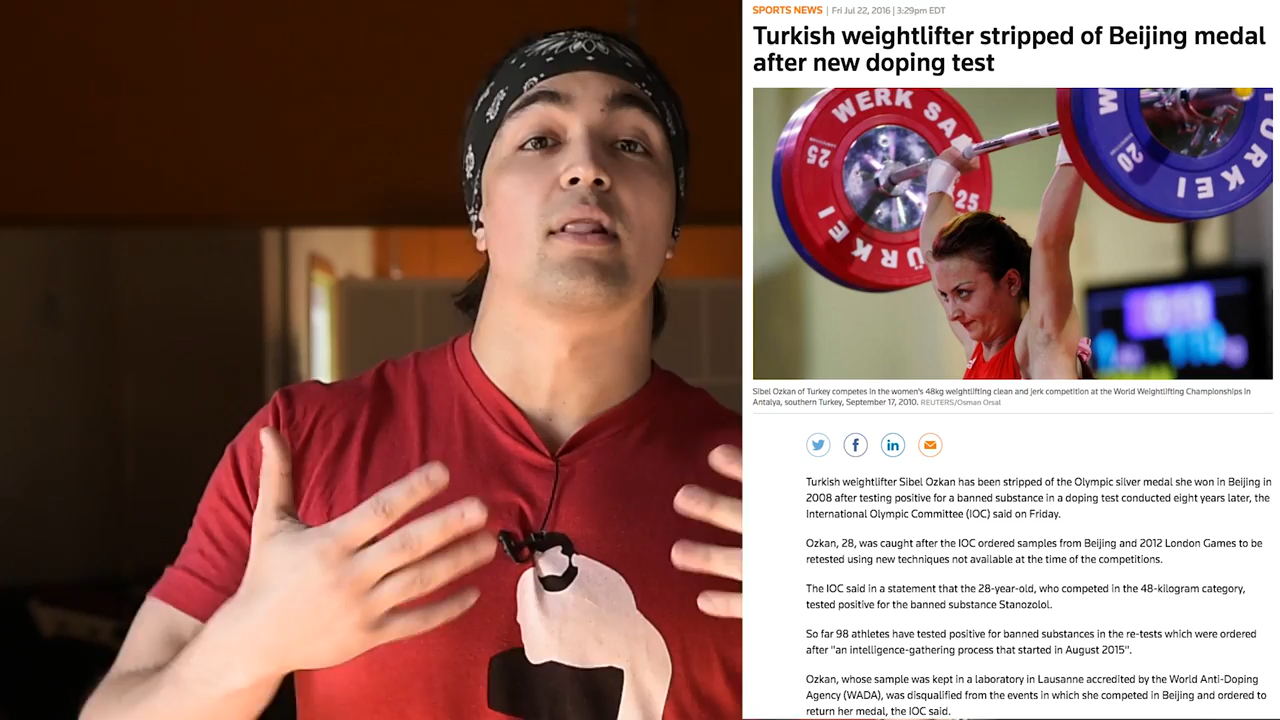 SPORTS NEWS | Fri Jul 22, 2016 | 3:29pm EDT
Turkish weightlifter stripped of Beijing medal
after new doping test
WERK SA
25
25
TÜRKEI
20
URKEI
Sibel Ozkan of Turkey competes in the women's 48kg weightlifting clean and jerk competition at the World Weightlifting Championships in
Antalya, southern Turkey, September 17, 2010. REUTERS/Osman Orsal
Turkish weightlifter Sibel Ozkan has been stripped of the Olympic silver medal she won in Beijing in
2008 after testing positive for a banned substance in a doping test conducted eight years later, the
International Olympic Committee (IOC) said on Friday.
Ozkan, 28, was caught after the IOC ordered samples from Beijing and 2012 London Games to be
retested using new techniques not available at the time of the competitions.
The IOC said in a statement that the 28-year-old, who competed in the 48-kilogram category,
tested positive for the banned substance Stanozolol.
So far 98 athletes have tested positive for banned substances in the re-tests which were ordered
after "an intelligence-gathering process that started in August 2015".
Ozkan, whose sample was kept in a laboratory in Lausanne accredited by the World Anti-Doping
Agency (WADA), was disqualified from the events in which she competed in Beijing and ordered to
return her medal, the IOC said.